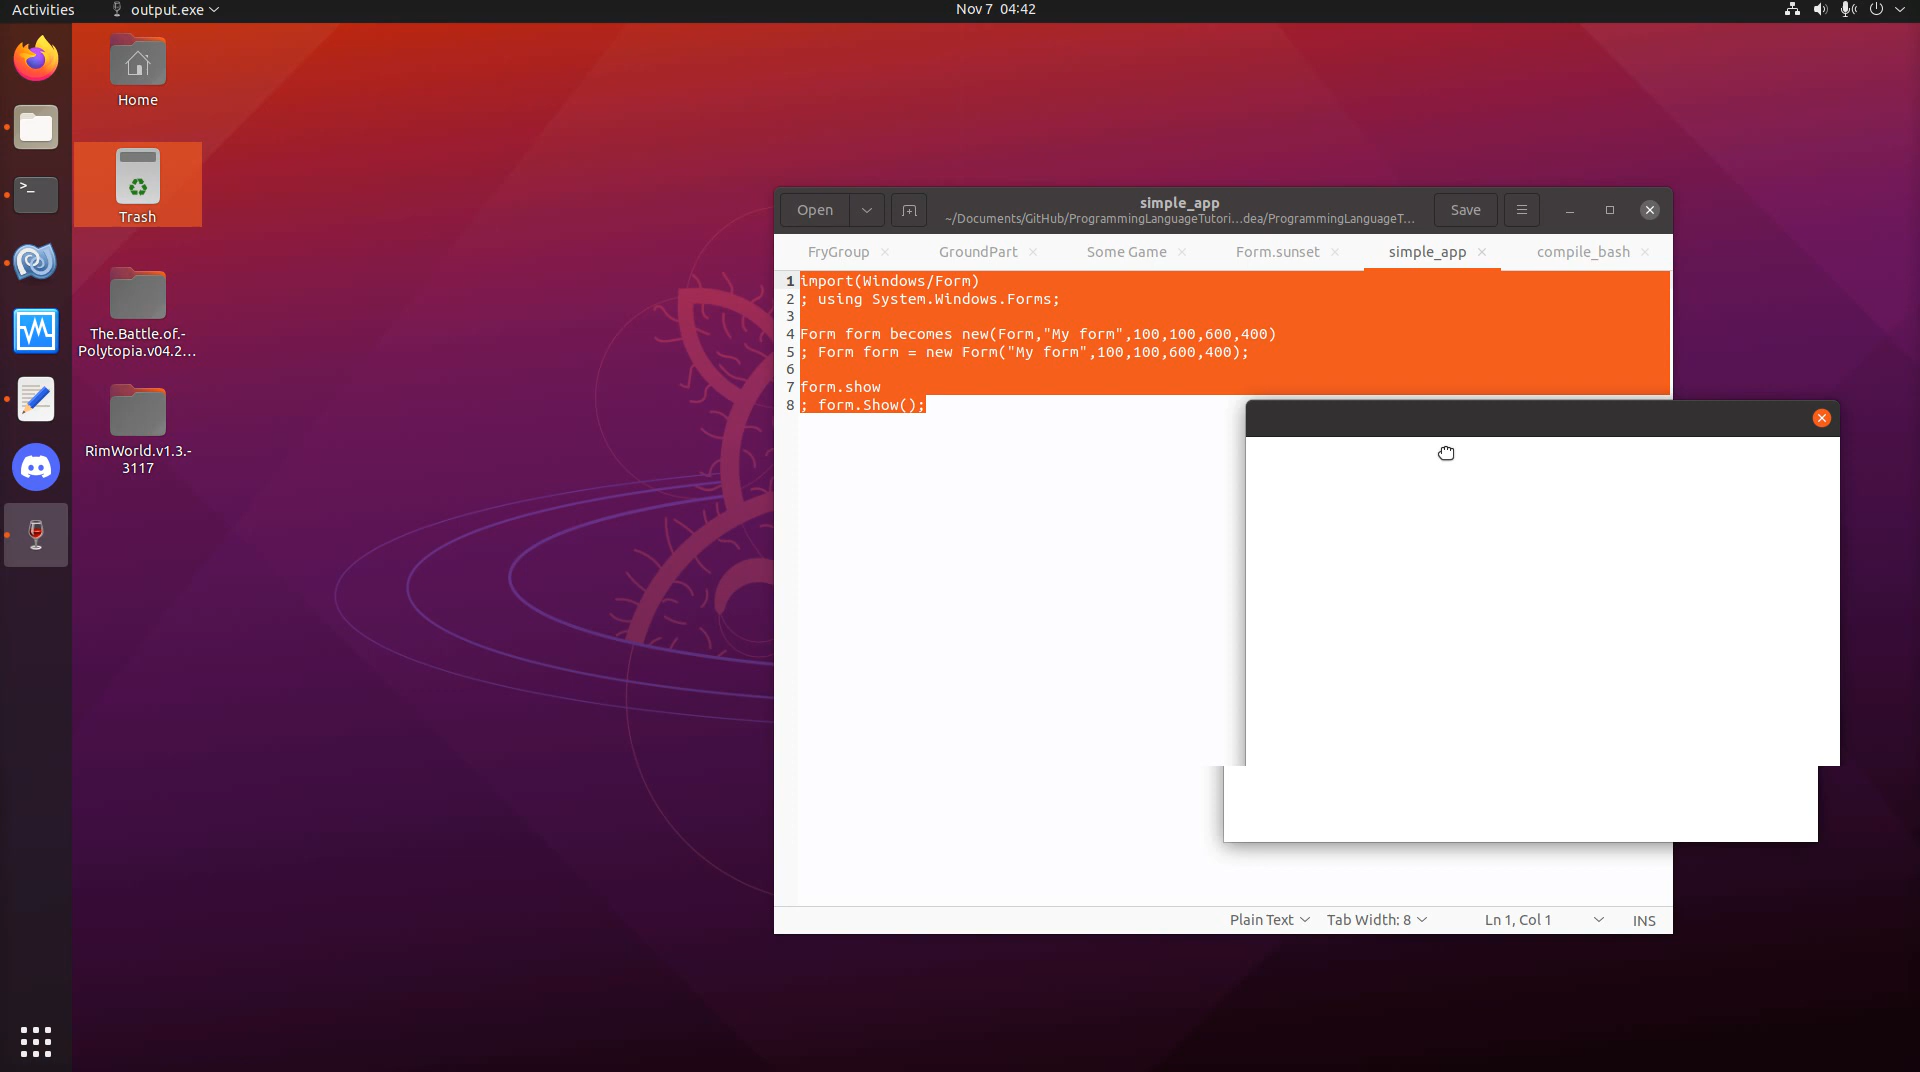 Activities
output.exe
Nov 7 04:42
Home
Trash
The.Battle.of.-
Polytopia.v04.2...
RimWorld.v1.3.-
3117
Open
simple_app
~/Documents/GitHub/ProgrammingLanguageTutori...dea/ProgrammingLanguageT...
Save
FryGroup
GroundPart
Some Game
Form.sunset
simple_app
compile_bash
1 import(Windows/Form)
2 ; using System.Windows.Forms;
3
4 Form form becomes new(Form,"My form",100,100,600,400)
5 ; Form form = new Form("My form",100,100,600,400);
6
7 form.show
8 ; form.Show();
Plain Text
Tab Width: 8
Ln 1, Col 1
INS